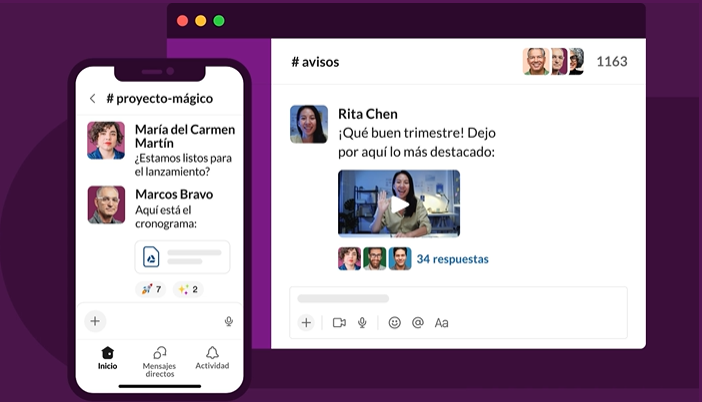 # proyecto-mágico
María del Carmen
Martín
¿Estamos listos para
el lanzamiento?
Marcos Bravo
Aquí está el
cronograma:
7
2
Inicio
Mensajes
directos
Actividad
# avisos
1163
Rita Chen
¡Qué buen trimestre! Dejo
por aquí lo más destacado:
34 respuestas
Aa